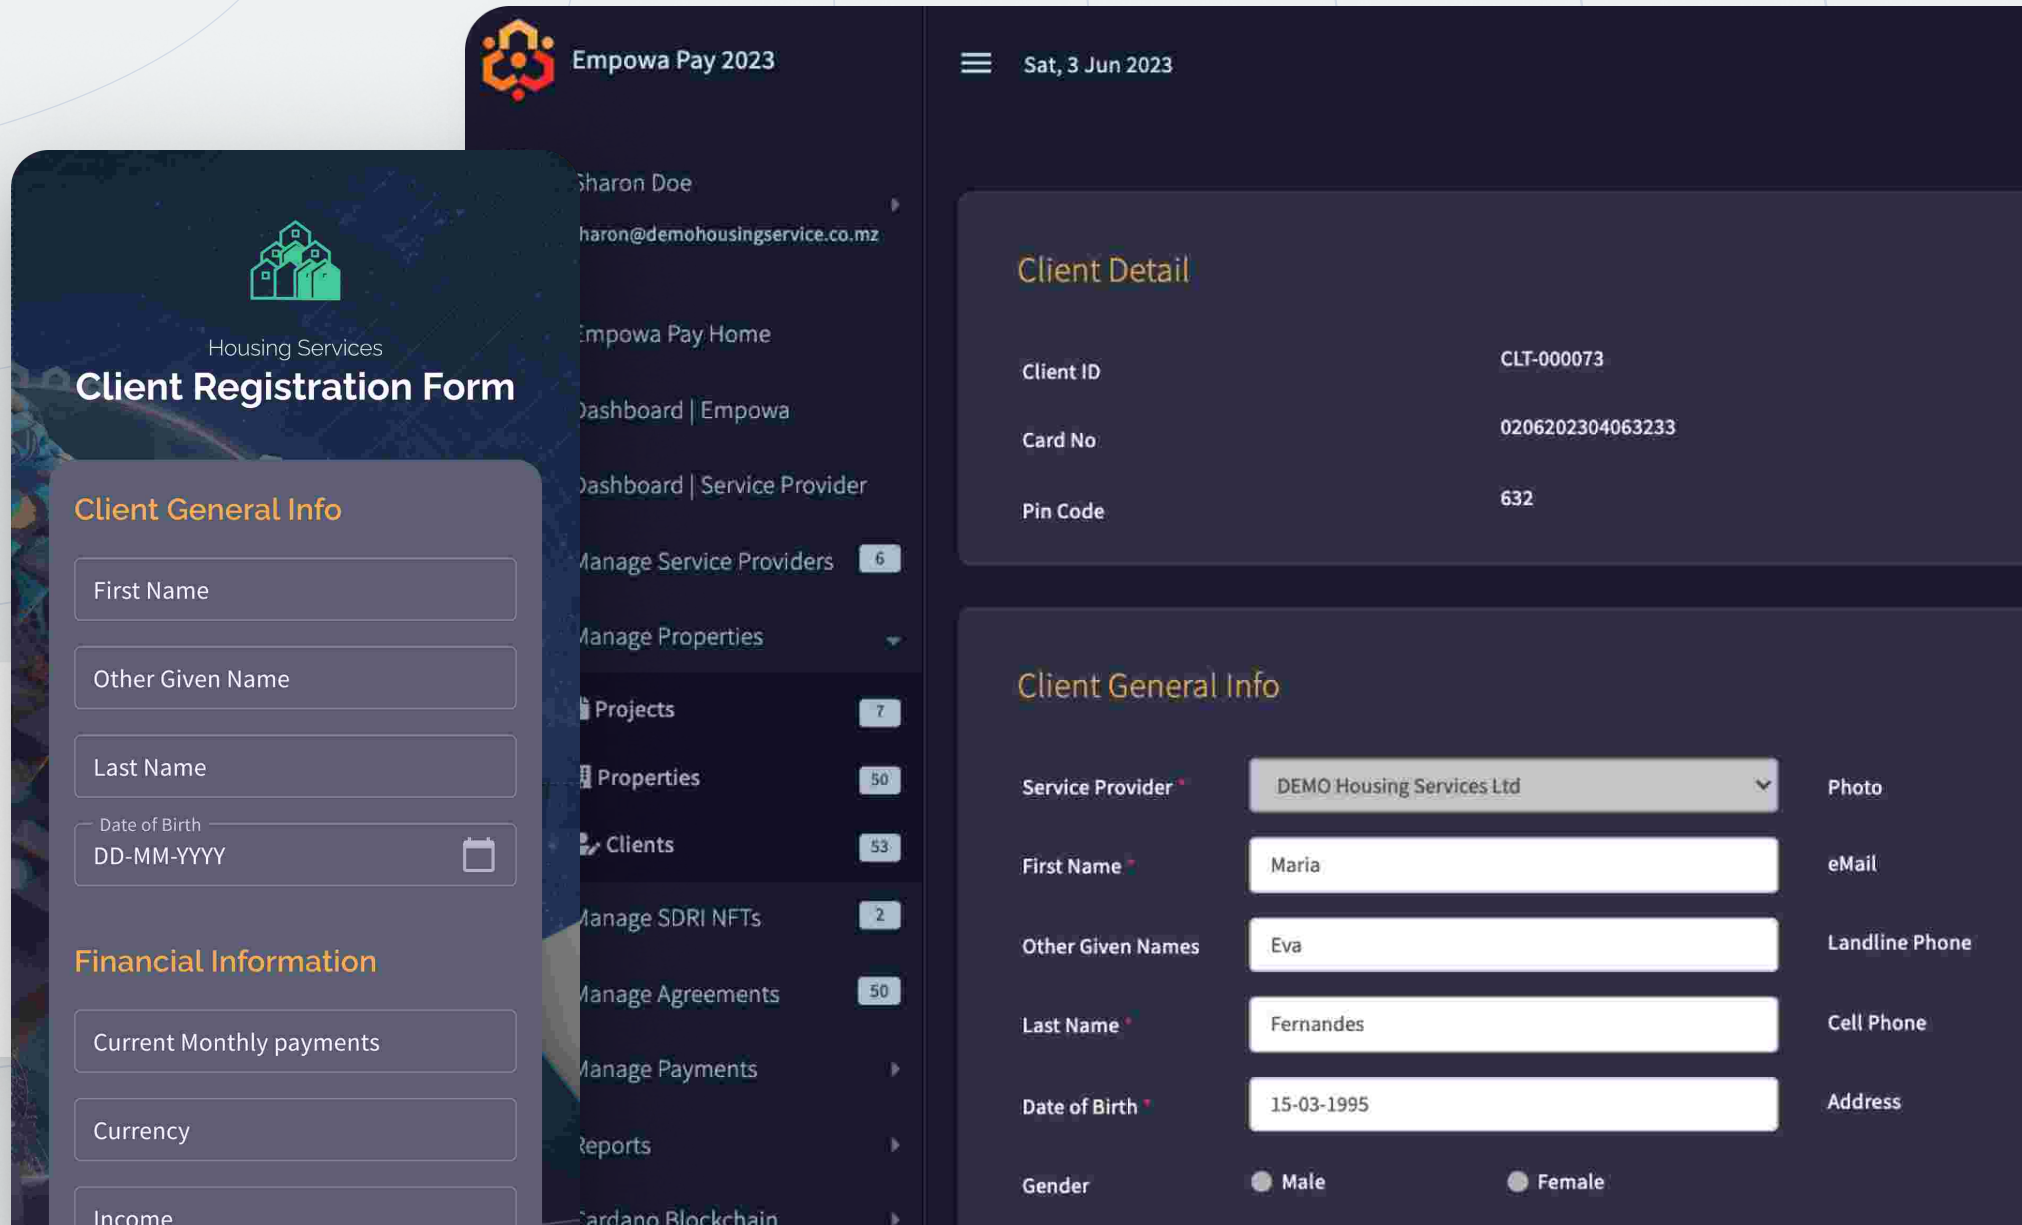 Empowa Pay 2023
Sat, 3 Jun 2023
Sharon Doe
haron@demohousingservice.co.mz
Empowa Pay Home
Dashboard | Empowa
Dashboard | Service Provider
Manage Service Providers 6
Manage Properties
Projects 7
Properties 50
Clients 53
Manage SDRI NFTs 2
Manage Agreements 50
Manage Payments
Reports
Cardano Blockchain
Housing Services
Client Registration Form
Client General Info
First Name
Other Given Name
Last Name
Date of Birth
DD-MM-YYYY
Financial Information
Current Monthly payments
Currency
Income
Client Detail
Client ID CLT-000073
Card No 0206202304063233
Pin Code 632
Client General Info
Service Provider * DEMO Housing Services Ltd Photo
First Name * Maria eMail
Other Given Names Eva Landline Phone
Last Name * Fernandes Cell Phone
Date of Birth * 15-03-1995 Address
Gender Male Female